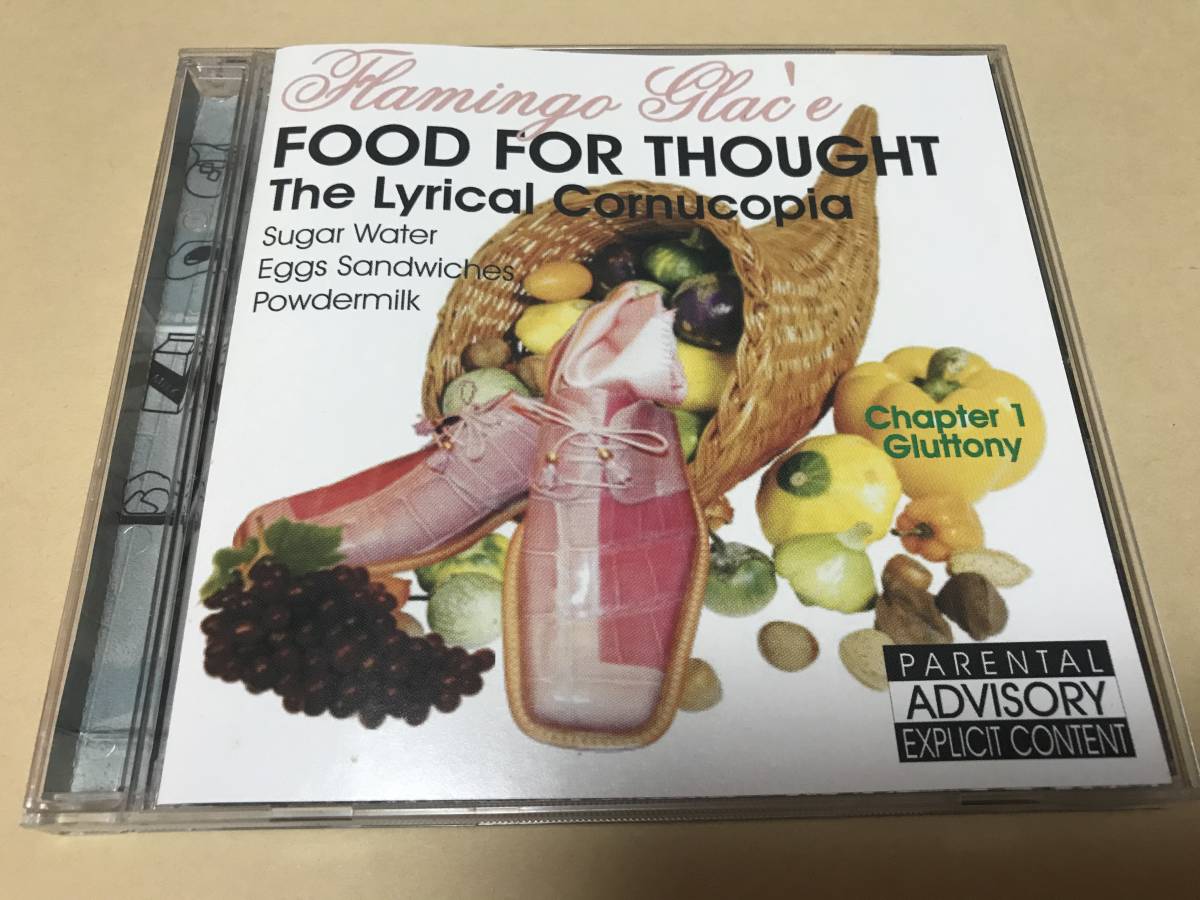 Flamingo Glac'e
FOOD FOR THOUGHT
The Lyrical Cornucopia
Sugar Water
Eggs Sandwiches
Powdermilk
Chapter 1
Gluttony
PARENTAL
ADVISORY
EXPLICIT CONTENT